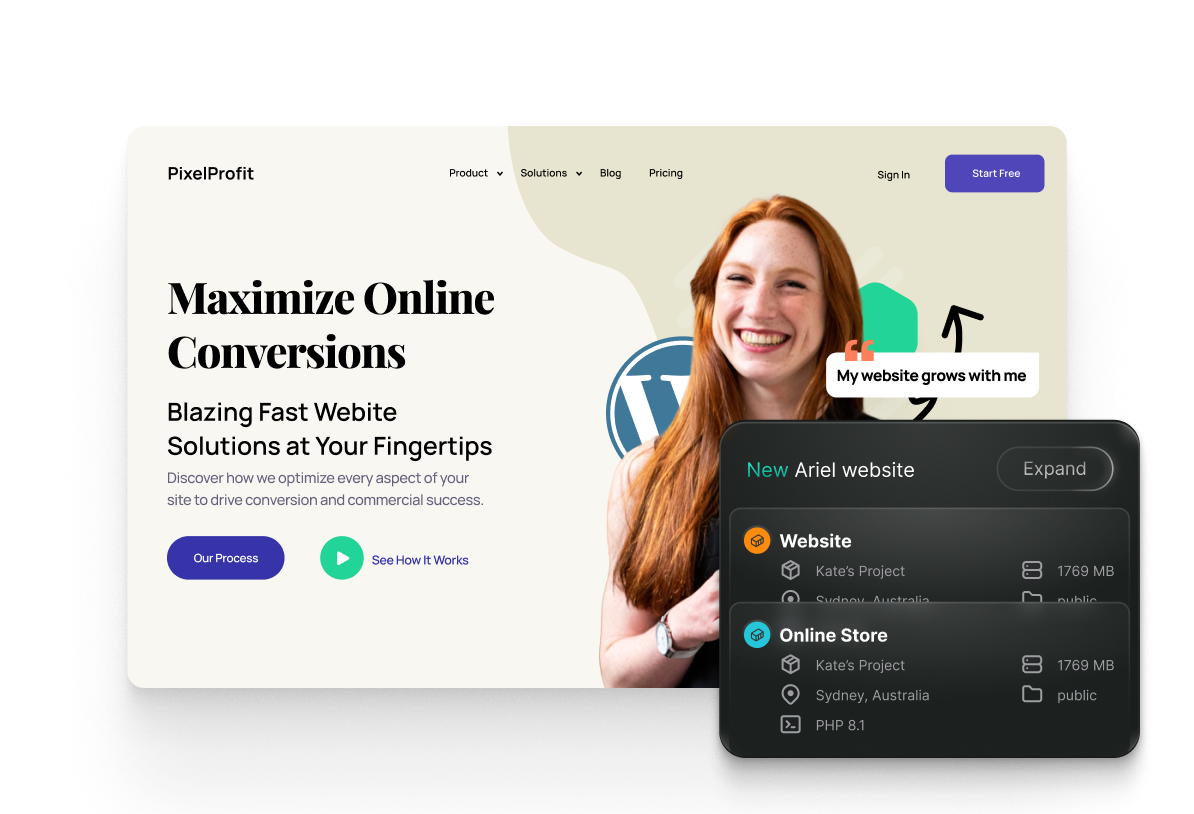 PixelProfit
Product
Solutions
Blog
Pricing
Sign In
Start Free
Maximize Online
Conversions
Blazing Fast Webite
Solutions at Your Fingertips
Discover how we optimize every aspect of your
site to drive conversion and commercial success.
Our Process
See How It Works
W
“
My website grows with me
New Ariel website
Expand
Website
Kate’s Project
1769 MB
Sydney, Australia
public
Online Store
Kate’s Project
1769 MB
Sydney, Australia
public
PHP 8.1